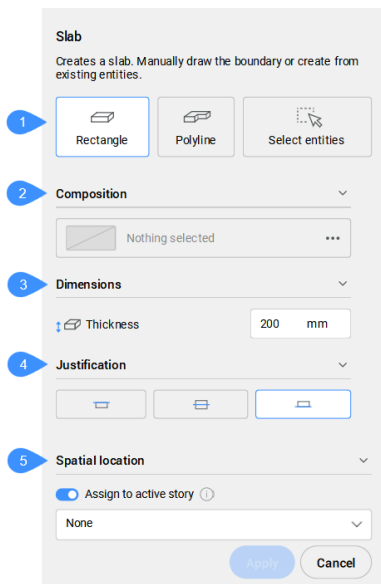 Slab
Creates a slab. Manually draw the boundary or create from
existing entities.
1
Rectangle Polyline Select entities
2 Composition
Nothing selected
3 Dimensions
Thickness 200 mm
4 Justification
5 Spatial location
Assign to active story
None
Apply Cancel